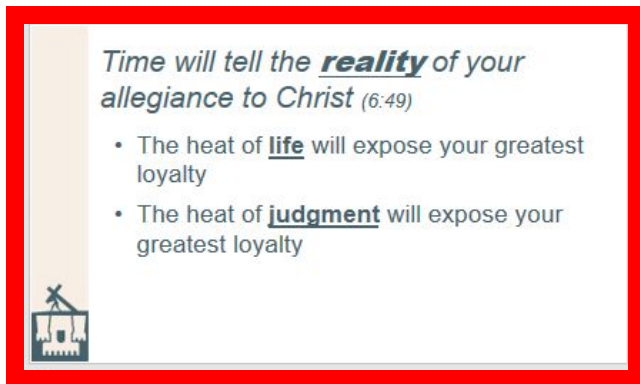 Time will tell the reality of your
allegiance to Christ (6:49)
• The heat of life will expose your greatest
loyalty
• The heat of judgment will expose your
greatest loyalty